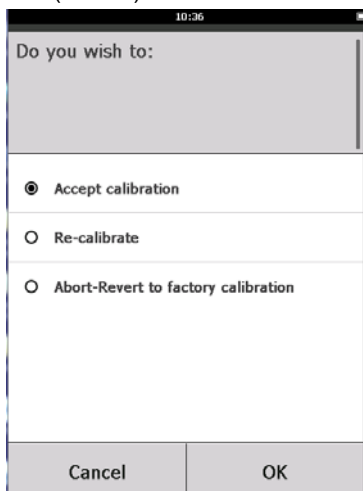 10:36
Do you wish to:
Accept calibration
Re-calibrate
Abort-Revert to factory calibration
Cancel
OK